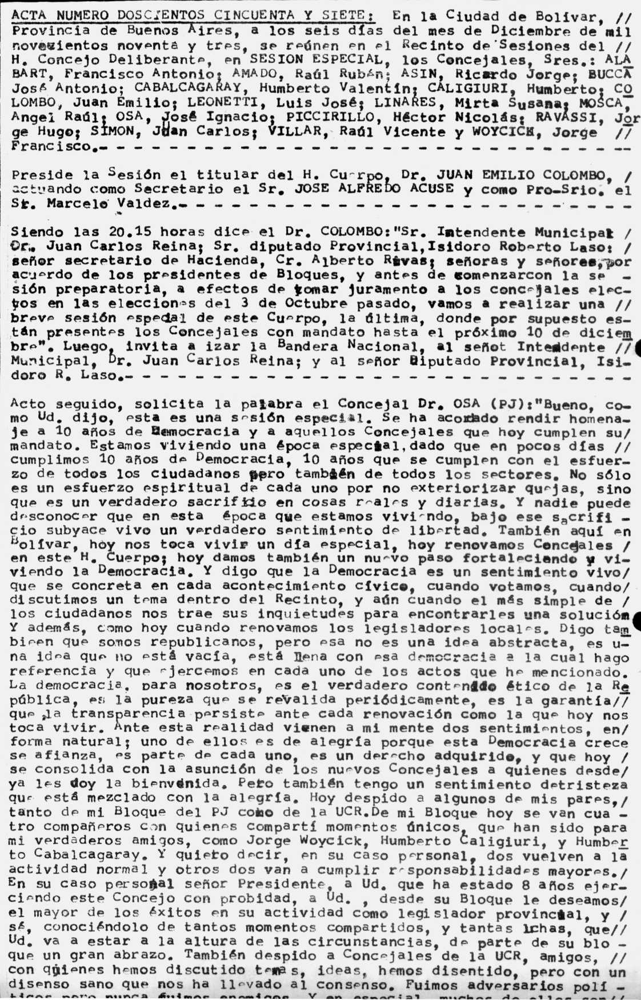 ACTA NUMERO DOSCIENTOS CINCUENTA Y SIETE: En la Ciudad de Bolívar, //
Provincia de Buenos Aires, a los seis días del mes de Diciembre de mil
novecientos noventa y tres, se reúnen en el Recinto de Sesiones del //
H. Concejo Deliberante, en SESION ESPECIAL, los Concejales, Sres.: ALA
BART, Francisco Antonio; AMADO, Raúl Rubén; ASIN, Ricardo Jorge; BUCCA
José Antonio; CABALCAGARAY, Humberto Valentín; CALIGIURI, Humberto; CO
LOMBO, Juan Emilio; LEONETTI, Luis José; LINARES, Mirta Susana; MOSCA,
Angel Raúl; OSA, José Ignacio; PICCIRILLO, Héctor Nicolás; RAVASSI, Jor
ge Hugo; SIMON, Juan Carlos; VILLAR, Raúl Vicente y WOYCICK, Jorge //
Francisco.- - - - - - - - - - - - - - - - - - - - - - - - - - - - - --
Preside la Sesión el titular del H. Cuerpo, Dr. JUAN EMILIO COLOMBO, /
actuando como Secretario el Sr. JOSE ALFREDO ACUSE y como Pro-Srio. el
Sr. Marcelo Valdez.- - - - - - - - - - - - - - - - - - - - - - - - - -
Siendo las 20.15 horas dice el Dr. COLOMBO:"Sr. Intendente Municipal /
Dr. Juan Carlos Reina; Sr. diputado Provincial,Isidoro Roberto Laso: /
señor secretario de Hacienda, Cr. Alberto Rivas; señoras y señores,por
acuerdo de los presidentes de Bloques, y antes de comenzarcon la se -
sión preparatoria, a efectos de tomar juramento a los concejales elec-
tos en las elecciones del 3 de Octubre pasado, vamos a realizar una //
breve sesión especial de este Cuerpo, la última, donde por supuesto es-
tán presentes los Concejales con mandato hasta el próximo 10 de diciem
bre". Luego, invita a izar la Bandera Nacional, al señot Intendente //
Municipal, Dr. Juan Carlos Reina; y al señor Diputado Provincial, Isi-
doro R. Laso.- - - - - - - - - - - - - - - - - - - - - - - - - - - - -
Acto seguido, solicita la palabra el Concejal Dr. OSA (PJ):"Bueno, co-
mo Ud. dijo, esta es una sesión especial. Se ha acordado rendir homena-
je a 10 años de Democracia y a aquellos Concejales que hoy cumplen su/
mandato. Estamos viviendo una época especial,dado que en pocos días //
cumplimos 10 años de Democracia, 10 años que se cumplen con el esfuer-
zo de todos los ciudadanos pero también de todos los sectores. No sólo
es un esfuerzo espiritual de cada uno por no exteriorizar quejas, sino
que es un verdadero sacrificio en cosas reales y diarias. Y nadie puede
desconocer que en esta época que estamos viviendo, bajo ese sacrifi -
cio subyace vivo un verdadero sentimiento de libertad. También aquí en
Bolívar, hoy nos toca vivir un día especial, hoy renovamos Concejales /
en este H. Cuerpo; hoy damos también un nuevo paso fortaleciendo y vi-
viendo la Democracia. Y digo que la Democracia es un sentimiento vivo/
que se concreta en cada acontecimiento cívico, cuando votamos, cuando/
discutimos un tema dentro del Recinto, y aún cuando el más simple de /
los ciudadanos nos trae sus inquietudes para encontrarles una solución
Y además, como hoy cuando renovamos los legisladores locales. Digo tam
bieen que somos republicanos, pero esa no es una idea abstracta, es u-
na idea que no está vacía, está llena con esa democracia a la cual hago
referencia y que ejercemos en cada uno de los actos que he mencionado.
La democracia, para nosotros, es el verdadero contenido ético de la Re
pública, es la pureza que se revalida periódicamente, es la garantía//
que ,la transparencia persiste ante cada renovación como la que hoy nos
toca vivir. Ante esta realidad vienen a mi mente dos sentimientos, en/
forma natural; uno de ellos es de alegría porque esta Democracia crece
se afianza, es parte de cada uno, es un derecho adquirido, y que hoy /
se consolida con la asunción de los nuevos Concejales a quienes desde/
ya les doy la bienvenida. Pero también tengo un sentimiento detristeza
que está mezclado con la alegría. Hoy despido a algunos de mis pares,/
tanto de mi Bloque del PJ como de la UCR.De mi Bloque hoy se van cua -
tro compañeros con quienes compartí momentos únicos, que han sido para
mi verdaderos amigos, como Jorge Woycick, Humberto Caligiuri, y Humber
to Cabalcagaray. Y quieto decir, en su caso personal, dos vuelven a la
actividad normal y otros dos van a cumplir responsabilidades mayores./
En su caso personal señor Presidente, a Ud. que ha estado 8 años ejer-
ciendo este Concejo con probidad, a Ud. , desde su Bloque le deseamos/
el mayor de los éxitos en su actividad como legislador provincial, y /
sé, conociéndolo de tantos momentos compartidos, y tantas lchas, que//
Ud. va a estar a la altura de las circunstancias, de parte de su blo -
que un gran abrazo. También despido a Concejales de la UCR, amigos, //
con quienes hemos discutido temas, ideas, hemos disentido, pero con un
disenso sano que nos ha llevado al consenso. Fuimos adversarios polí -